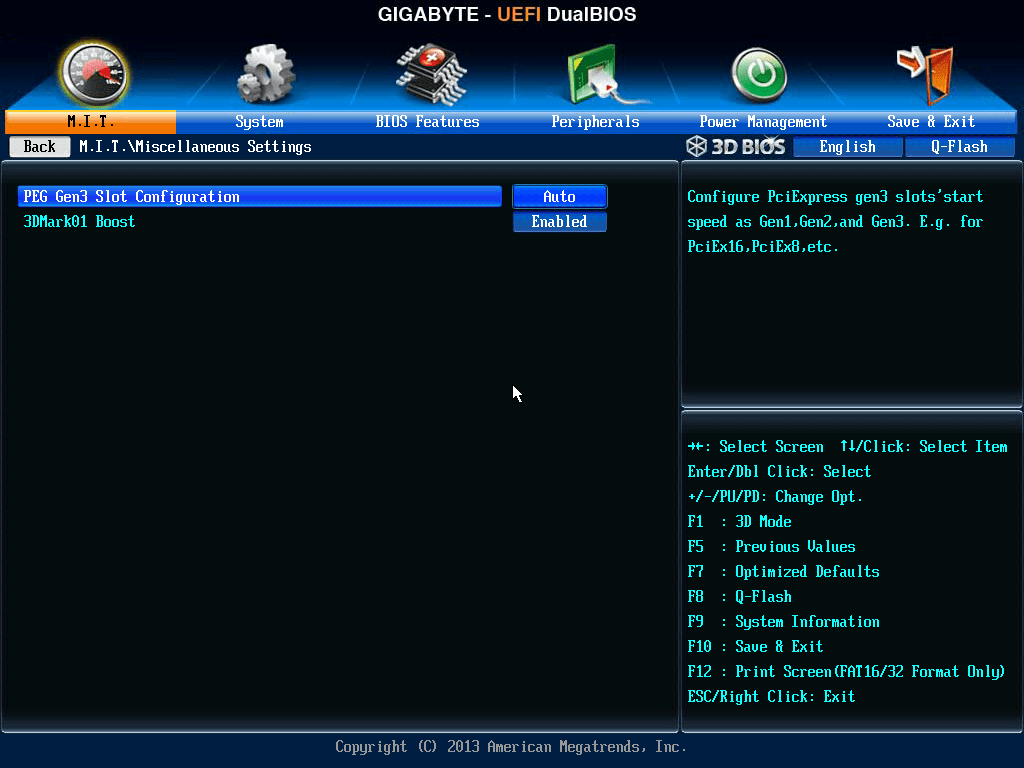 GIGABYTE - UEFI DualBIOS
M.I.T. System BIOS Features Peripherals Power Management Save & Exit
Back M.I.T.\Miscellaneous Settings 3D BIOS English Q-Flash
PEG Gen3 Slot Configuration Auto
3DMark01 Boost Enabled
Configure PciExpress gen3 slots'start
speed as Gen1,Gen2,and Gen3. E.g. for
PciEx16,PciEx8,etc.
→←: Select Screen ↑↓/Click: Select Item
Enter/Dbl Click: Select
+/-/PU/PD: Change Opt.
F1 : 3D Mode
F5 : Previous Values
F7 : Optimized Defaults
F8 : Q-Flash
F9 : System Information
F10 : Save & Exit
F12 : Print Screen(FAT16/32 Format Only)
ESC/Right Click: Exit
Copyright (C) 2013 American Megatrends, Inc.